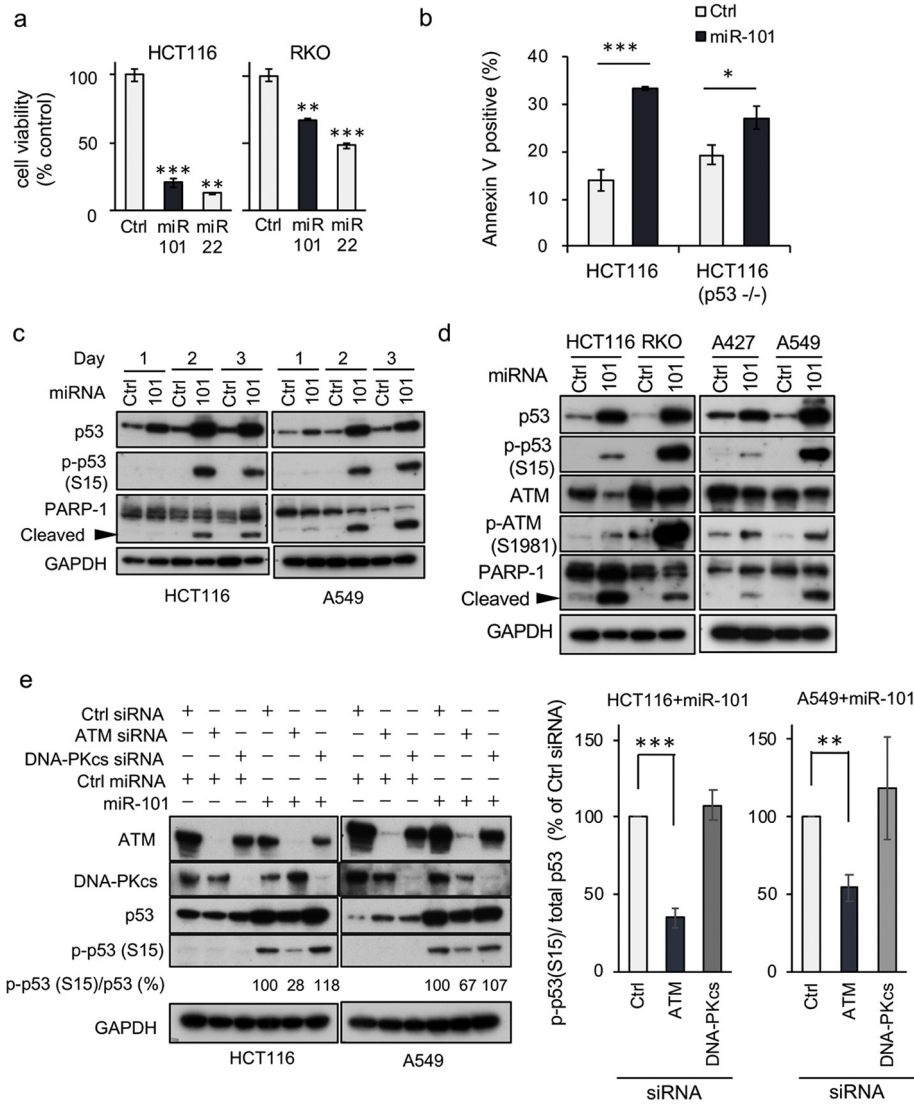 a
HCT116
RKO
cell viability
(% control)
100
50
0
***
**
**
***
Ctrl
miR
101
miR
22
Ctrl
miR
101
miR
22
b
Ctrl
miR-101
Annexin V positive (%)
40
30
20
10
0
***
*
HCT116
HCT116
(p53 -/-)
c
Day 1 2 3 1 2 3
miRNA Ctrl 101 Ctrl 101 Ctrl 101 Ctrl 101 Ctrl 101 Ctrl 101
p53
p-p53
(S15)
PARP-1
Cleaved
GAPDH
HCT116 A549
d
HCT116 RKO A427 A549
miRNA Ctrl 101 Ctrl 101 Ctrl 101 Ctrl 101
p53
p-p53
(S15)
ATM
p-ATM
(S1981)
PARP-1
Cleaved
GAPDH
e
Ctrl siRNA + − − + − − + − − + − −
ATM siRNA − + − − + − − + − − + −
DNA-PKcs siRNA − − + − − + − − + − − +
Ctrl miRNA + + + − − − + + + − − −
miR-101 − − − + + + − − − + + +
ATM
DNA-PKcs
p53
p-p53 (S15)
p-p53 (S15)/p53 (%) 100 28 118 100 67 107
GAPDH
HCT116 A549
p-p53(S15)/ total p53 (% of Ctrl siRNA)
HCT116+miR-101
150
100
50
0
***
Ctrl
ATM
DNA-PKcs
siRNA
A549+miR-101
150
100
50
0
**
Ctrl
ATM
DNA-PKcs
siRNA